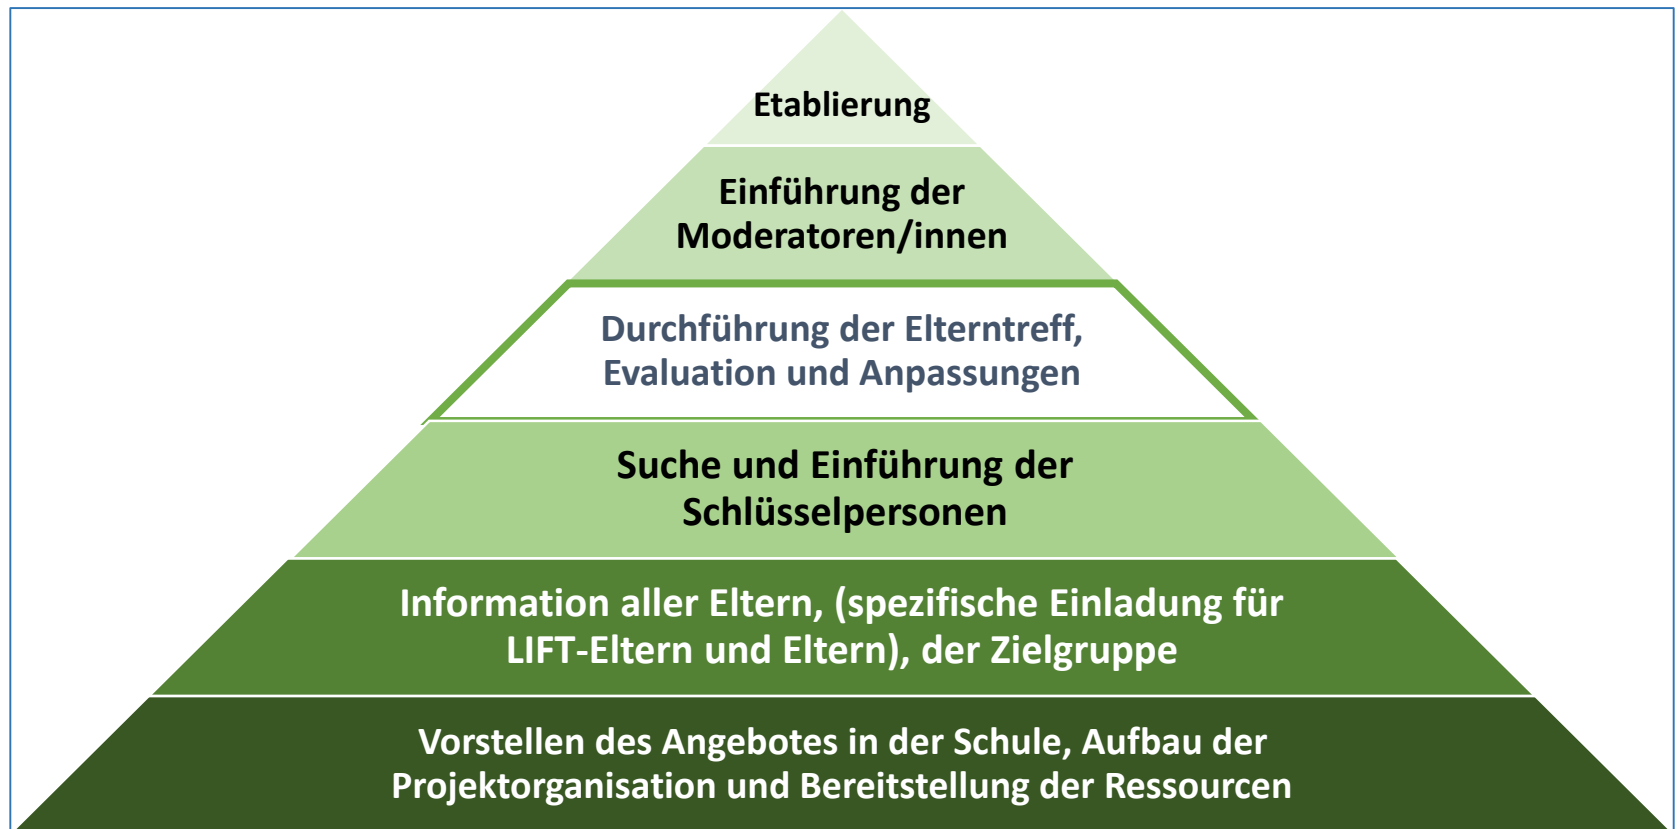 Etablierung
Einführung der
Moderatoren/innen
Durchführung der Elterntreff,
Evaluation und Anpassungen
Suche und Einführung der
Schlüsselpersonen
Information aller Eltern, (spezifische Einladung für
LIFT-Eltern und Eltern), der Zielgruppe
Vorstellen des Angebotes in der Schule, Aufbau der
Projektorganisation und Bereitstellung der Ressourcen